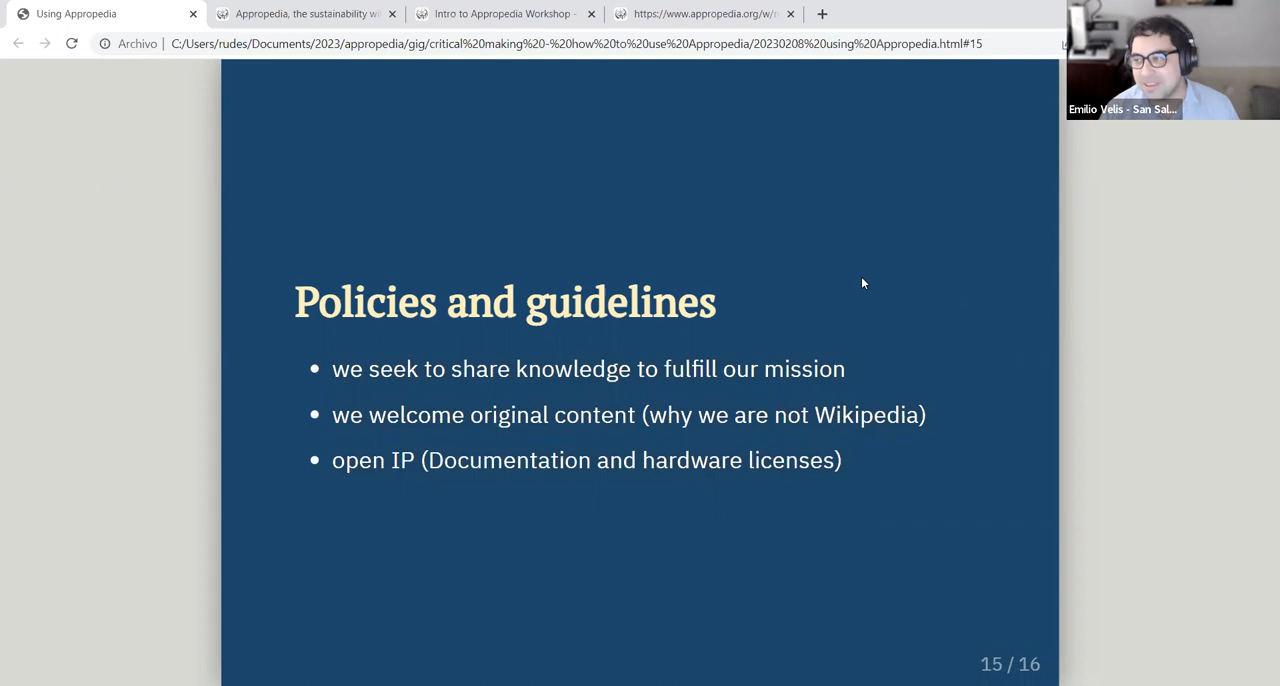 Using Appropedia
Appropedia, the sustainability wi
Intro to Appropedia Workshop -
https://www.appropedia.org/w/r
Archivo
C:/Users/rudes/Documents/2023/appropedia/gig/critical%20making%20-%20how%20to%20use%20Appropedia/20230208%20using%20Appropedia.html#15
Emilio Velis - San Sal...
Policies and guidelines
• we seek to share knowledge to fulfill our mission
• we welcome original content (why we are not Wikipedia)
• open IP (Documentation and hardware licenses)
15 / 16